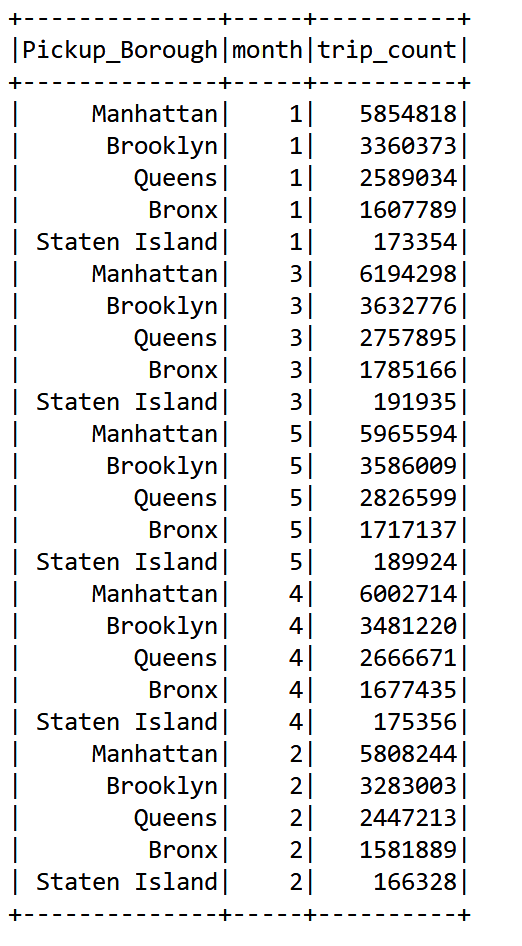 +--------------+-----+----------+
|Pickup_Borough|month|trip_count|
+--------------+-----+----------+
|     Manhattan|    1|   5854818|
|      Brooklyn|    1|   3360373|
|        Queens|    1|   2589034|
|         Bronx|    1|   1607789|
| Staten Island|    1|    173354|
|     Manhattan|    3|   6194298|
|      Brooklyn|    3|   3632776|
|        Queens|    3|   2757895|
|         Bronx|    3|   1785166|
| Staten Island|    3|    191935|
|     Manhattan|    5|   5965594|
|      Brooklyn|    5|   3586009|
|        Queens|    5|   2826599|
|         Bronx|    5|   1717137|
| Staten Island|    5|    189924|
|     Manhattan|    4|   6002714|
|      Brooklyn|    4|   3481220|
|        Queens|    4|   2666671|
|         Bronx|    4|   1677435|
| Staten Island|    4|    175356|
|     Manhattan|    2|   5808244|
|      Brooklyn|    2|   3283003|
|        Queens|    2|   2447213|
|         Bronx|    2|   1581889|
| Staten Island|    2|    166328|
+--------------+-----+----------+